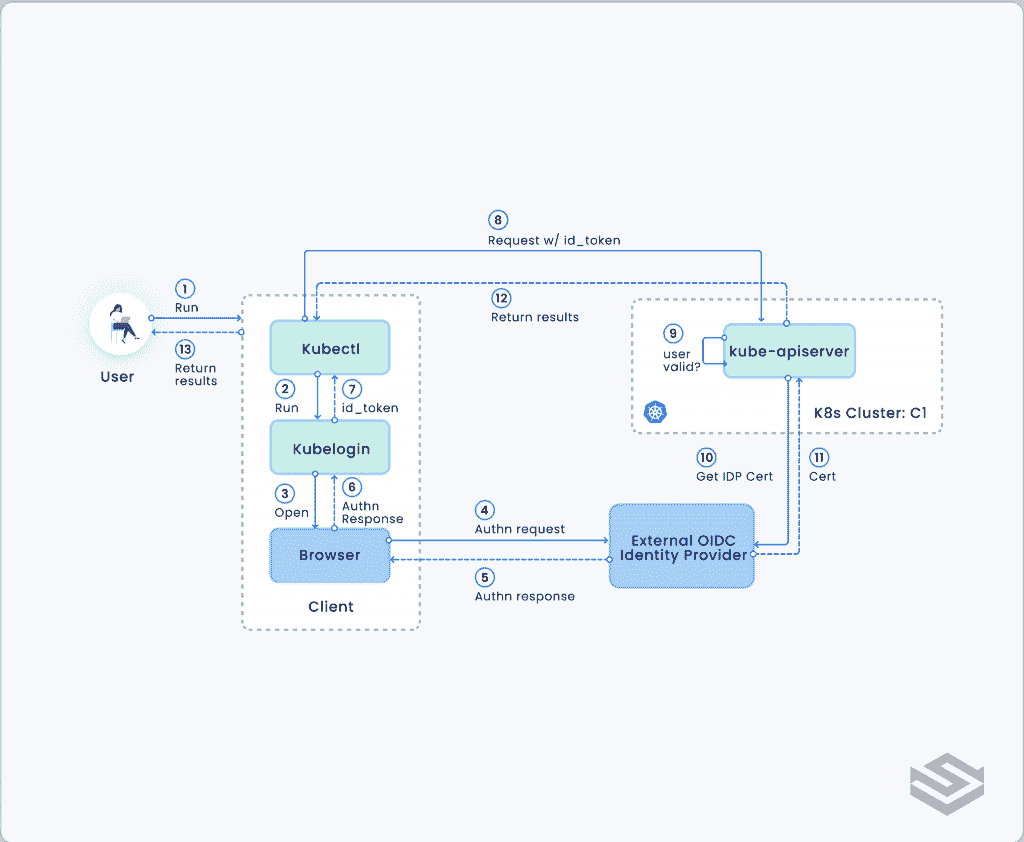 8
Request w/ id_token
1
Run
12
Return results
13
Return
results
User
Kubectl
2
Run
7
id_token
Kubelogin
3
Open
6
Authn
Response
Browser
Client
4
Authn request
5
Authn response
9
user
valid?
kube-apiserver
K8s Cluster: C1
10
Get IDP Cert
11
Cert
External OIDC
Identity Provider